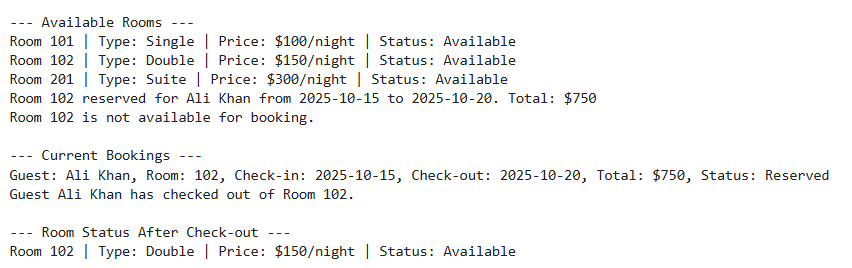 --- Available Rooms ---
Room 101 | Type: Single | Price: $100/night | Status: Available
Room 102 | Type: Double | Price: $150/night | Status: Available
Room 201 | Type: Suite | Price: $300/night | Status: Available
Room 102 reserved for Ali Khan from 2025-10-15 to 2025-10-20. Total: $750
Room 102 is not available for booking.
--- Current Bookings ---
Guest: Ali Khan, Room: 102, Check-in: 2025-10-15, Check-out: 2025-10-20, Total: $750, Status: Reserved
Guest Ali Khan has checked out of Room 102.
--- Room Status After Check-out ---
Room 102 | Type: Double | Price: $150/night | Status: Available